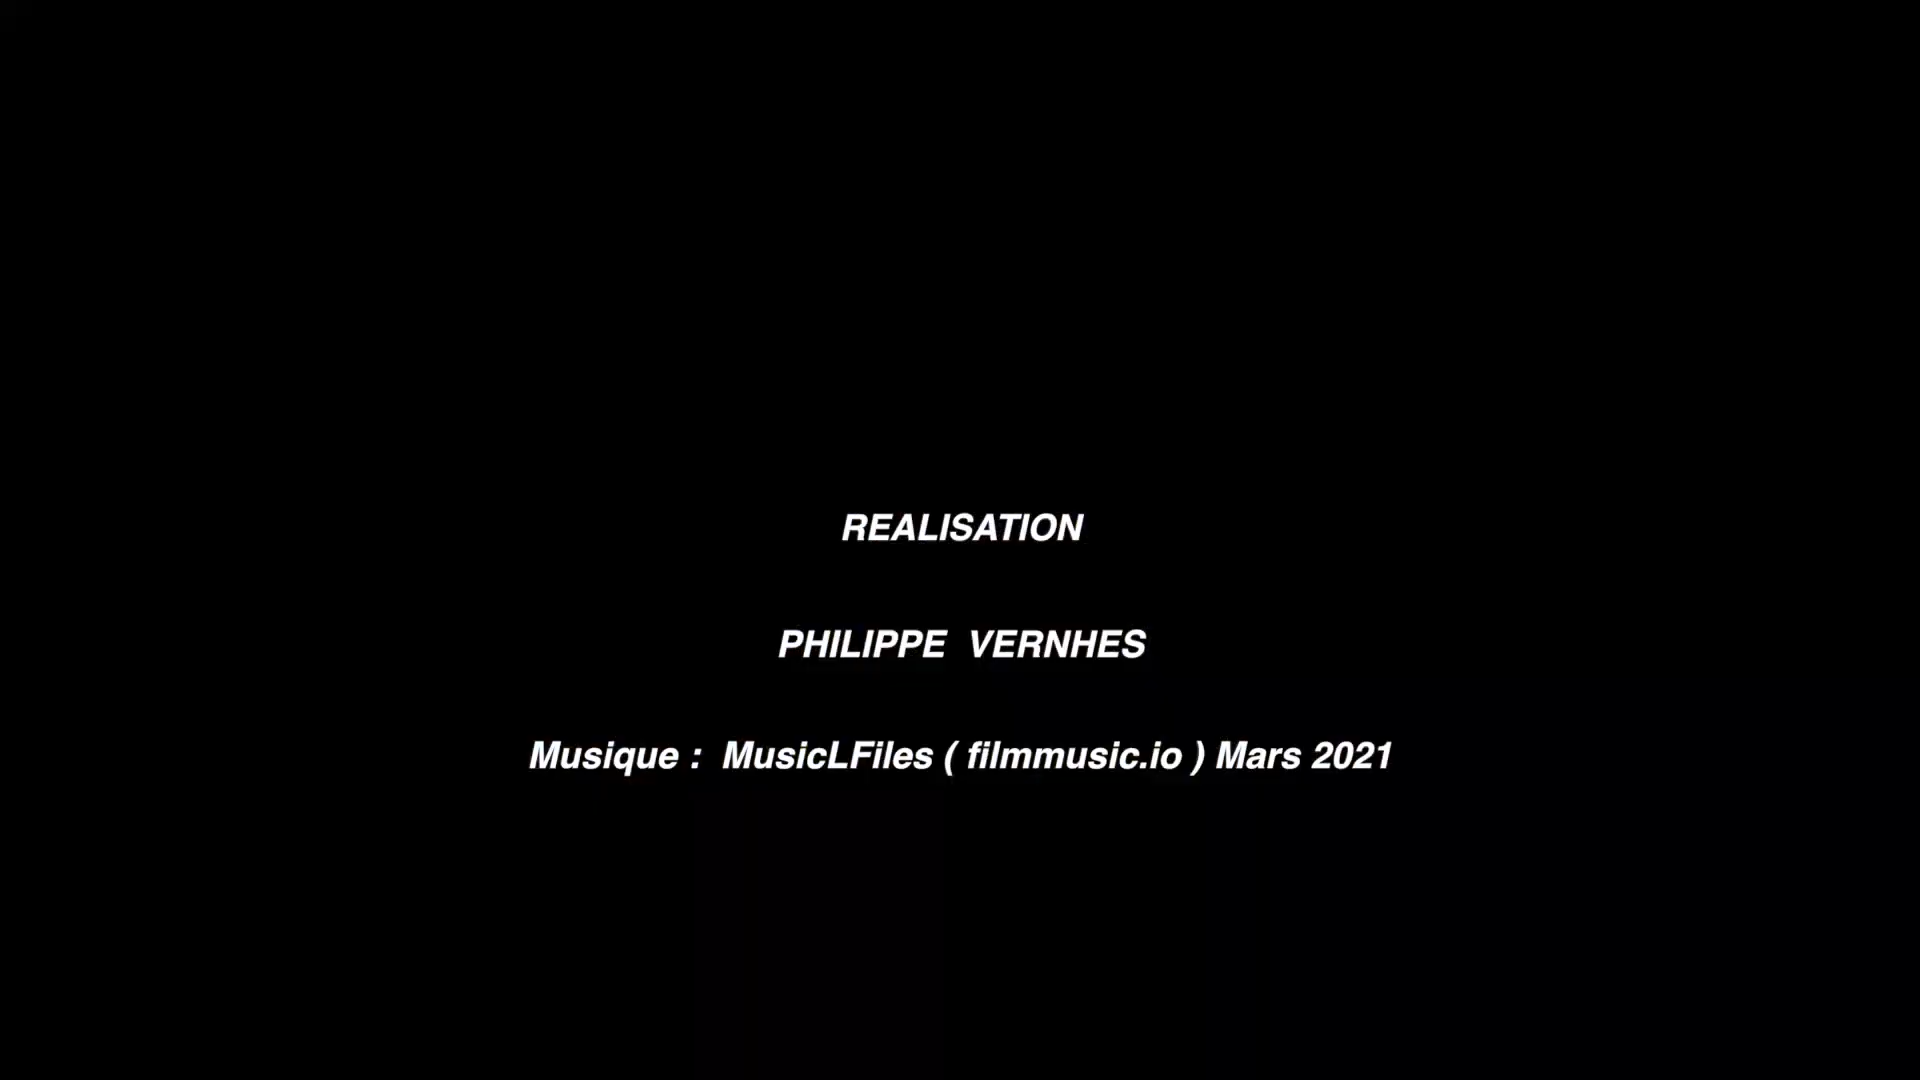 REALISATION
PHILIPPE VERNHES
Musique : MusicLFiles ( filmmusic.io ) Mars 2021